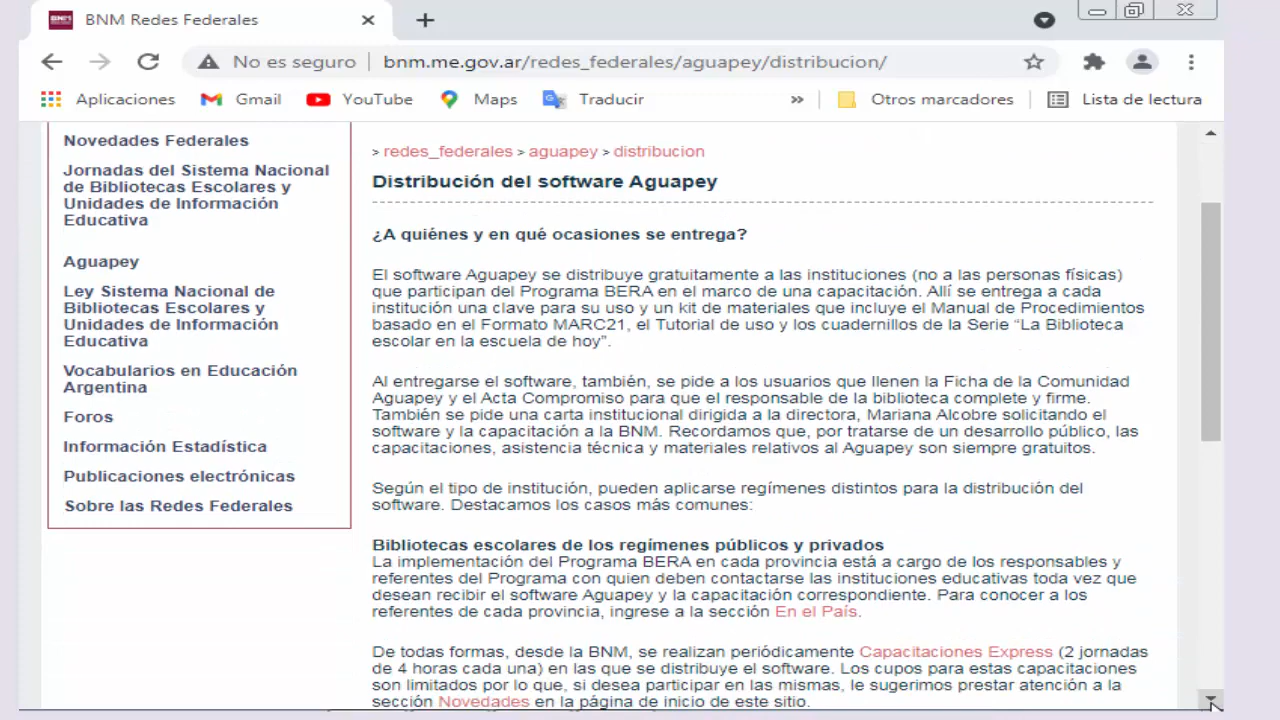 BNM Redes Federales
No es seguro
bnm.me.gov.ar/redes_federales/aguapey/distribucion/
Aplicaciones
Gmail
YouTube
Maps
Traducir
»
Otros marcadores
Lista de lectura
Novedades Federales
Jornadas del Sistema Nacional
de Bibliotecas Escolares y
Unidades de Información
Educativa
Aguapey
Ley Sistema Nacional de
Bibliotecas Escolares y
Unidades de Información
Educativa
Vocabularios en Educación
Argentina
Foros
Información Estadística
Publicaciones electrónicas
Sobre las Redes Federales
> redes_federales > aguapey > distribucion
Distribución del software Aguapey
¿A quiénes y en qué ocasiones se entrega?
El software Aguapey se distribuye gratuitamente a las instituciones (no a las personas físicas)
que participan del Programa BERA en el marco de una capacitación. Allí se entrega a cada
institución una clave para su uso y un kit de materiales que incluye el Manual de Procedimientos
basado en el Formato MARC21, el Tutorial de uso y los cuadernillos de la Serie “La Biblioteca
escolar en la escuela de hoy”.
Al entregarse el software, también, se pide a los usuarios que llenen la Ficha de la Comunidad
Aguapey y el Acta Compromiso para que el responsable de la biblioteca complete y firme.
También se pide una carta institucional dirigida a la directora, Mariana Alcobre solicitando el
software y la capacitación a la BNM. Recordamos que, por tratarse de un desarrollo público, las
capacitaciones, asistencia técnica y materiales relativos al Aguapey son siempre gratuitos.
Según el tipo de institución, pueden aplicarse regímenes distintos para la distribución del
software. Destacamos los casos más comunes:
Bibliotecas escolares de los regímenes públicos y privados
La implementación del Programa BERA en cada provincia está a cargo de los responsables y
referentes del Programa con quien deben contactarse las instituciones educativas toda vez que
desean recibir el software Aguapey y la capacitación correspondiente. Para conocer a los
referentes de cada provincia, ingrese a la sección En el País.
De todas formas, desde la BNM, se realizan periódicamente Capacitaciones Express (2 jornadas
de 4 horas cada una) en las que se distribuye el software. Los cupos para estas capacitaciones
son limitados por lo que, si desea participar en las mismas, le sugerimos prestar atención a la
sección Novedades en la página de inicio de este sitio.